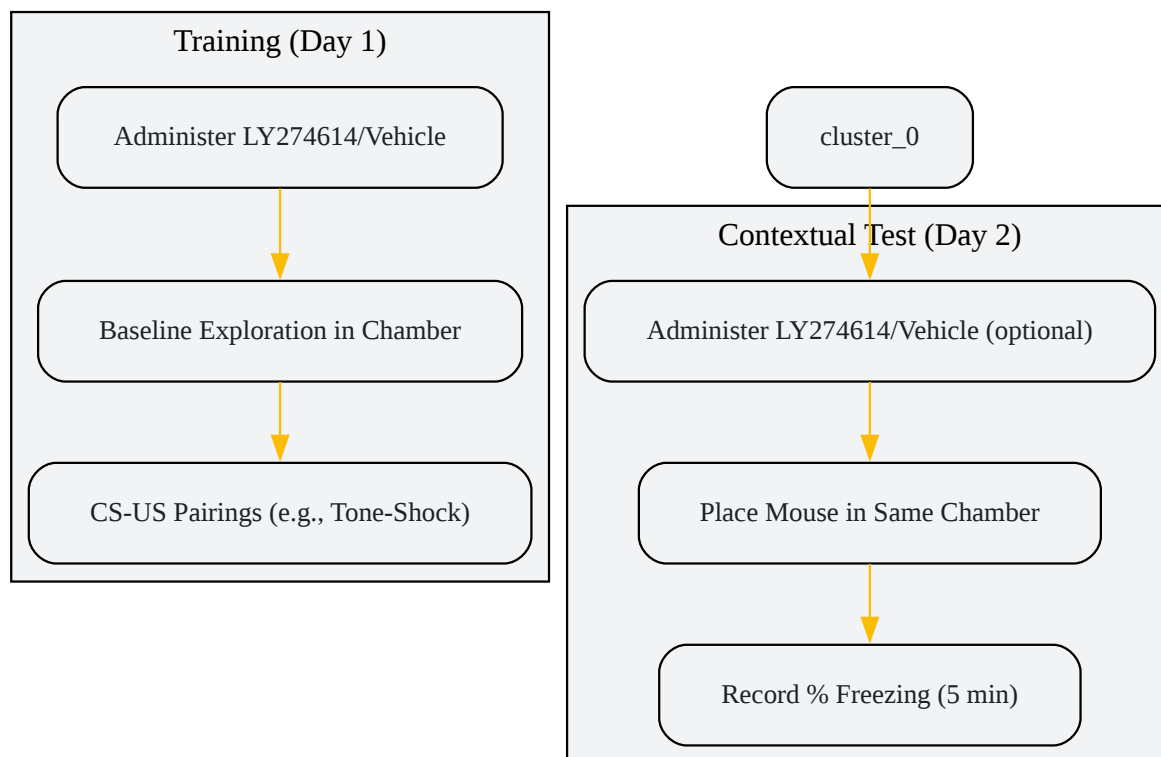 Training (Day 1)
Administer LY274614/Vehicle
Baseline Exploration in Chamber
CS-US Pairings (e.g., Tone-Shock)
cluster_0
Contextual Test (Day 2)
Administer LY274614/Vehicle (optional)
Place Mouse in Same Chamber
Record % Freezing (5 min)